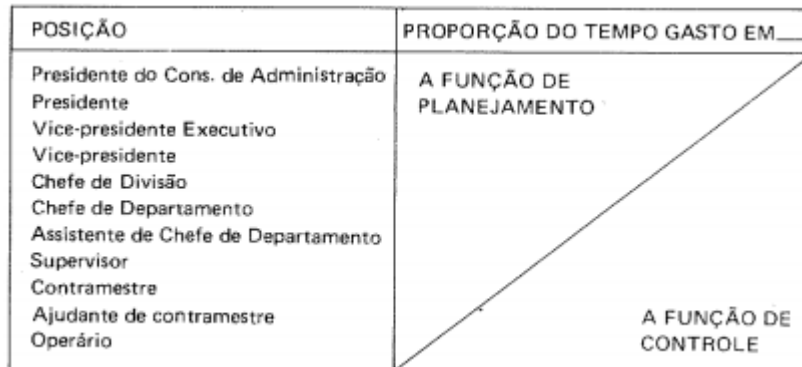 POSIÇÃO
PROPORÇÃO DO TEMPO GASTO EM___
Presidente do Cons. de Administração
Presidente
Vice-presidente Executivo
Vice-presidente
Chefe de Divisão
Chefe de Departamento
Assistente de Chefe de Departamento
Supervisor
Contramestre
Ajudante de contramestre
Operário
A FUNÇÃO DE
PLANEJAMENTO
A FUNÇÃO DE
CONTROLE